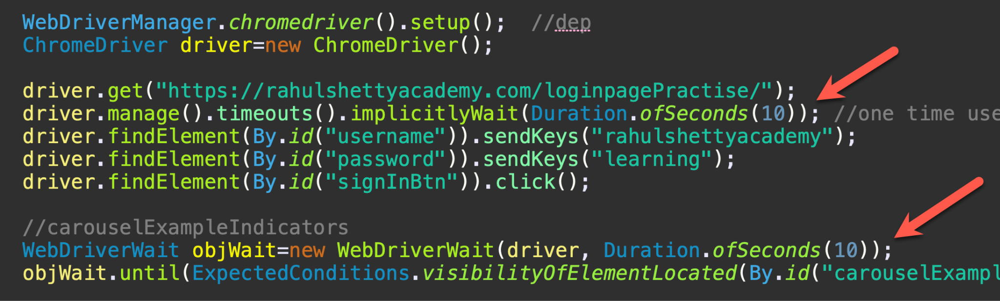 WebDriverManager.chromedriver().setup();  //dep
ChromeDriver driver=new ChromeDriver();
driver.get("https://rahulshettyacademy.com/loginpagePractise/");
driver.manage().timeouts().implicitlyWait(Duration.ofSeconds(10)); //one time use
driver.findElement(By.id("username")).sendKeys("rahulshettyacademy");
driver.findElement(By.id("password")).sendKeys("learning");
driver.findElement(By.id("signInBtn")).click();
//carouselExampleIndicators
WebDriverWait objWait=new WebDriverWait(driver, Duration.ofSeconds(10));
objWait.until(ExpectedConditions.visibilityOfElementLocated(By.id("carouselExampl